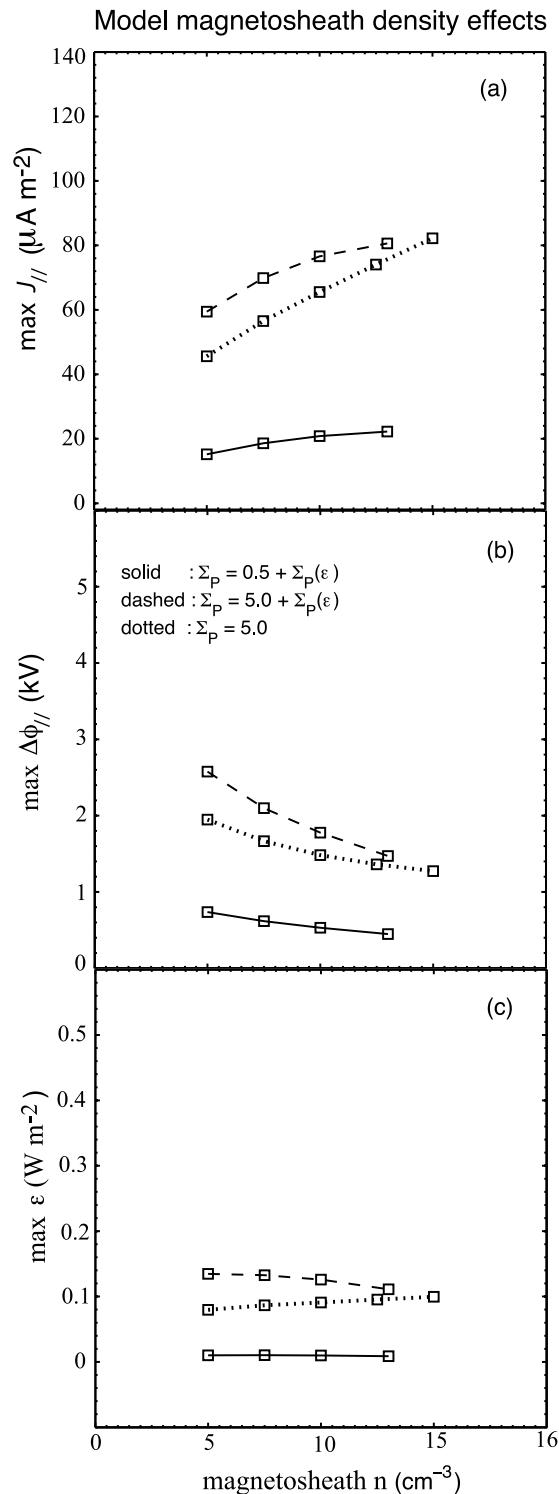 Model magnetosheath density effects
(a)
140
120
100
80
60
40
20
0
max J// (μA m-2)
(b)
solid : ΣP = 0.5 + ΣP(ε)
dashed : ΣP = 5.0 + ΣP(ε)
dotted : ΣP = 5.0
5
4
3
2
1
0
max Δϕ// (kV)
(c)
0.5
0.4
0.3
0.2
0.1
0
max ε (W m-2)
0 5 10 15 16
magnetosheath n (cm−3)